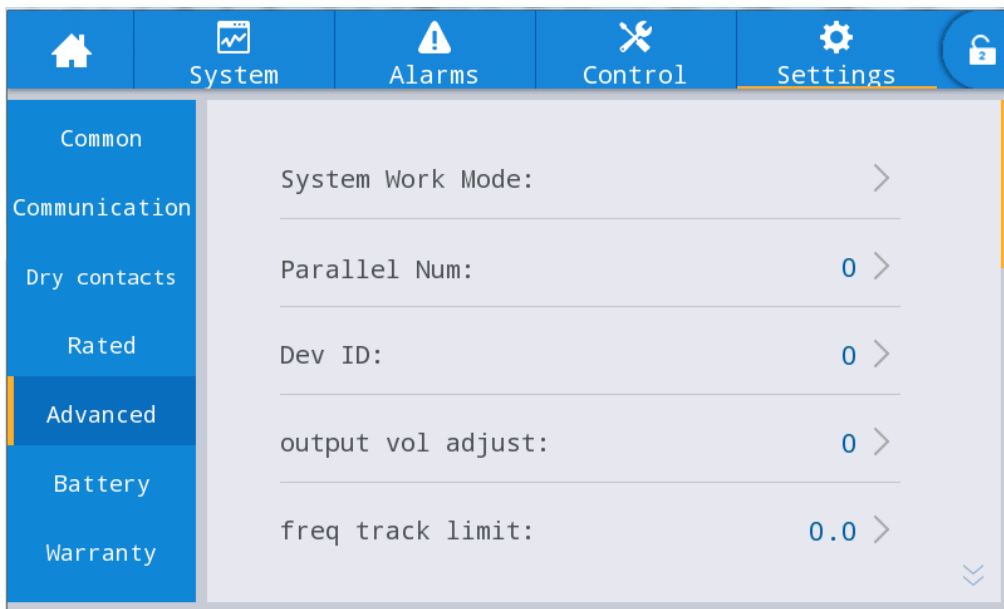 System
Alarms
Control
Settings
2
Common
Communication
Dry contacts
Rated
Advanced
Battery
Warranty
System Work Mode:
Parallel Num: 0
Dev ID: 0
output vol adjust: 0
freq track limit: 0.0